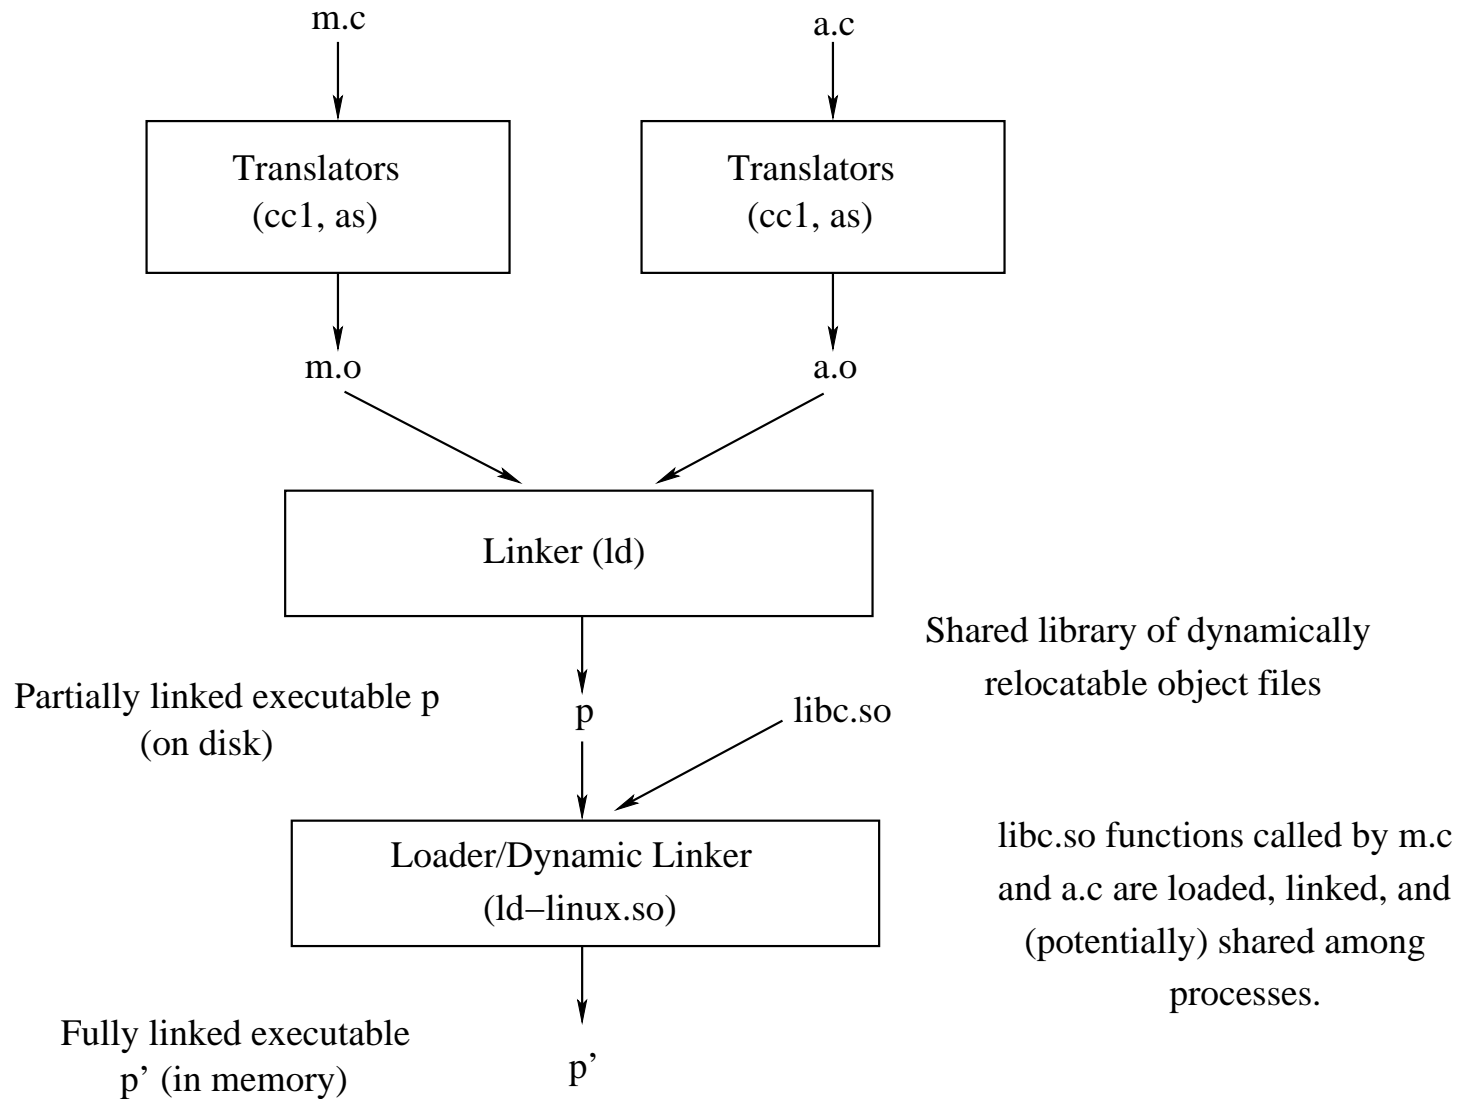 m.c
a.c
Translators
(cc1, as)
Translators
(cc1, as)
m.o
a.o
Linker (ld)
Shared library of dynamically
relocatable object files
Partially linked executable p
(on disk)
p
libc.so
Loader/Dynamic Linker
(ld−linux.so)
libc.so functions called by m.c
and a.c are loaded, linked, and
(potentially) shared among
processes.
Fully linked executable
p’ (in memory)
p’